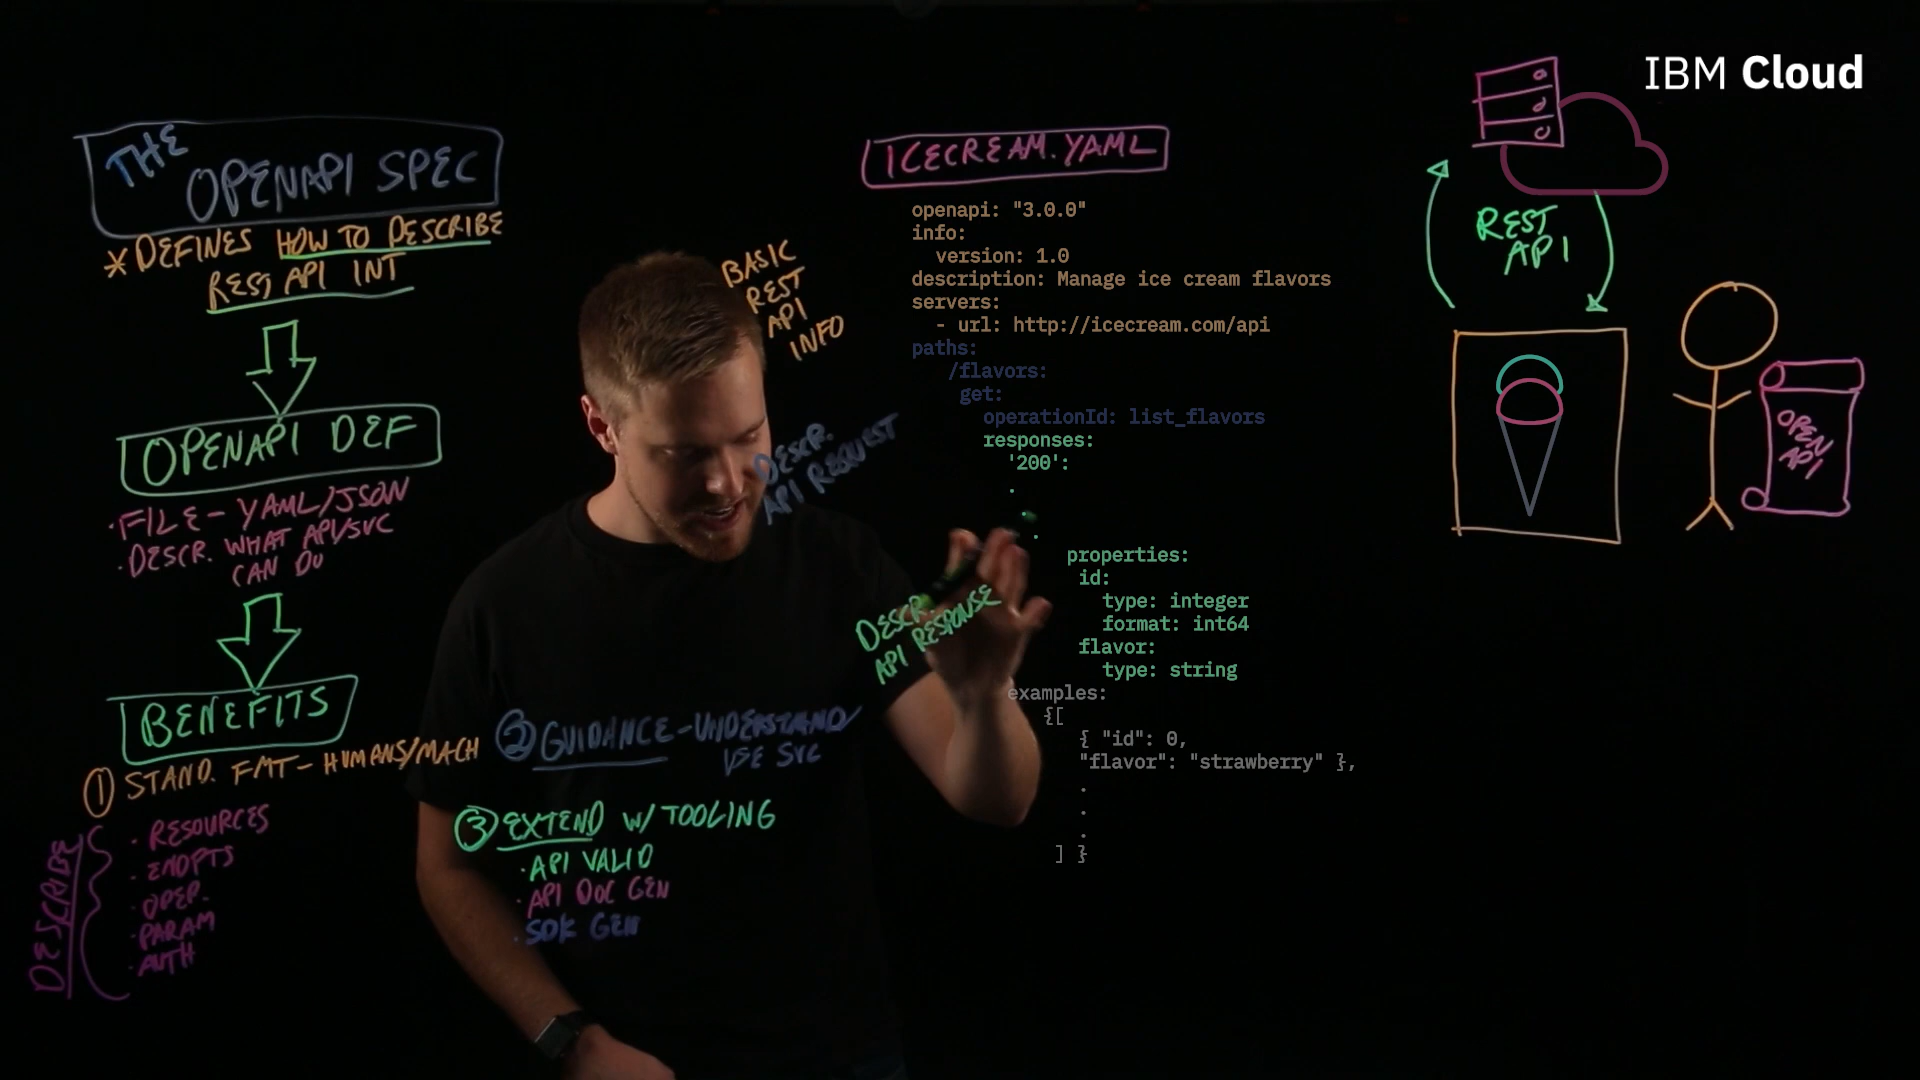 IBM Cloud
THE
OPENAPI SPEC
* DEFINES HOW TO DESCRIBE
REST API INT
OPENAPI DEF
· FILE - YAML/JSON
· DESCR. WHAT API/SVC
CAN DO
BENEFITS
① STAND. FMT - HUMANS/MACH
DESCRIBE
· RESOURCES
· ENDPTS
· OPER.
· PARAM
· AUTH
② GUIDANCE - UNDERSTAND/
USE SVC
③ EXTEND W/ TOOLING
· API VALID
· API DOC GEN
· SDK GEN
BASIC
REST
API
INFO
DESCR.
API REQUEST
DESCR.
API RESPONSE
ICECREAM.YAML
openapi: "3.0.0"
info:
version: 1.0
description: Manage ice cream flavors
servers:
- url: http://icecream.com/api
paths:
/flavors:
get:
operationId: list_flavors
responses:
'200':
.
.
.
properties:
id:
type: integer
format: int64
flavor:
type: string
examples:
{[
{ "id": 0,
"flavor": "strawberry" },
.
.
.
] }
REST
API
OPEN
API